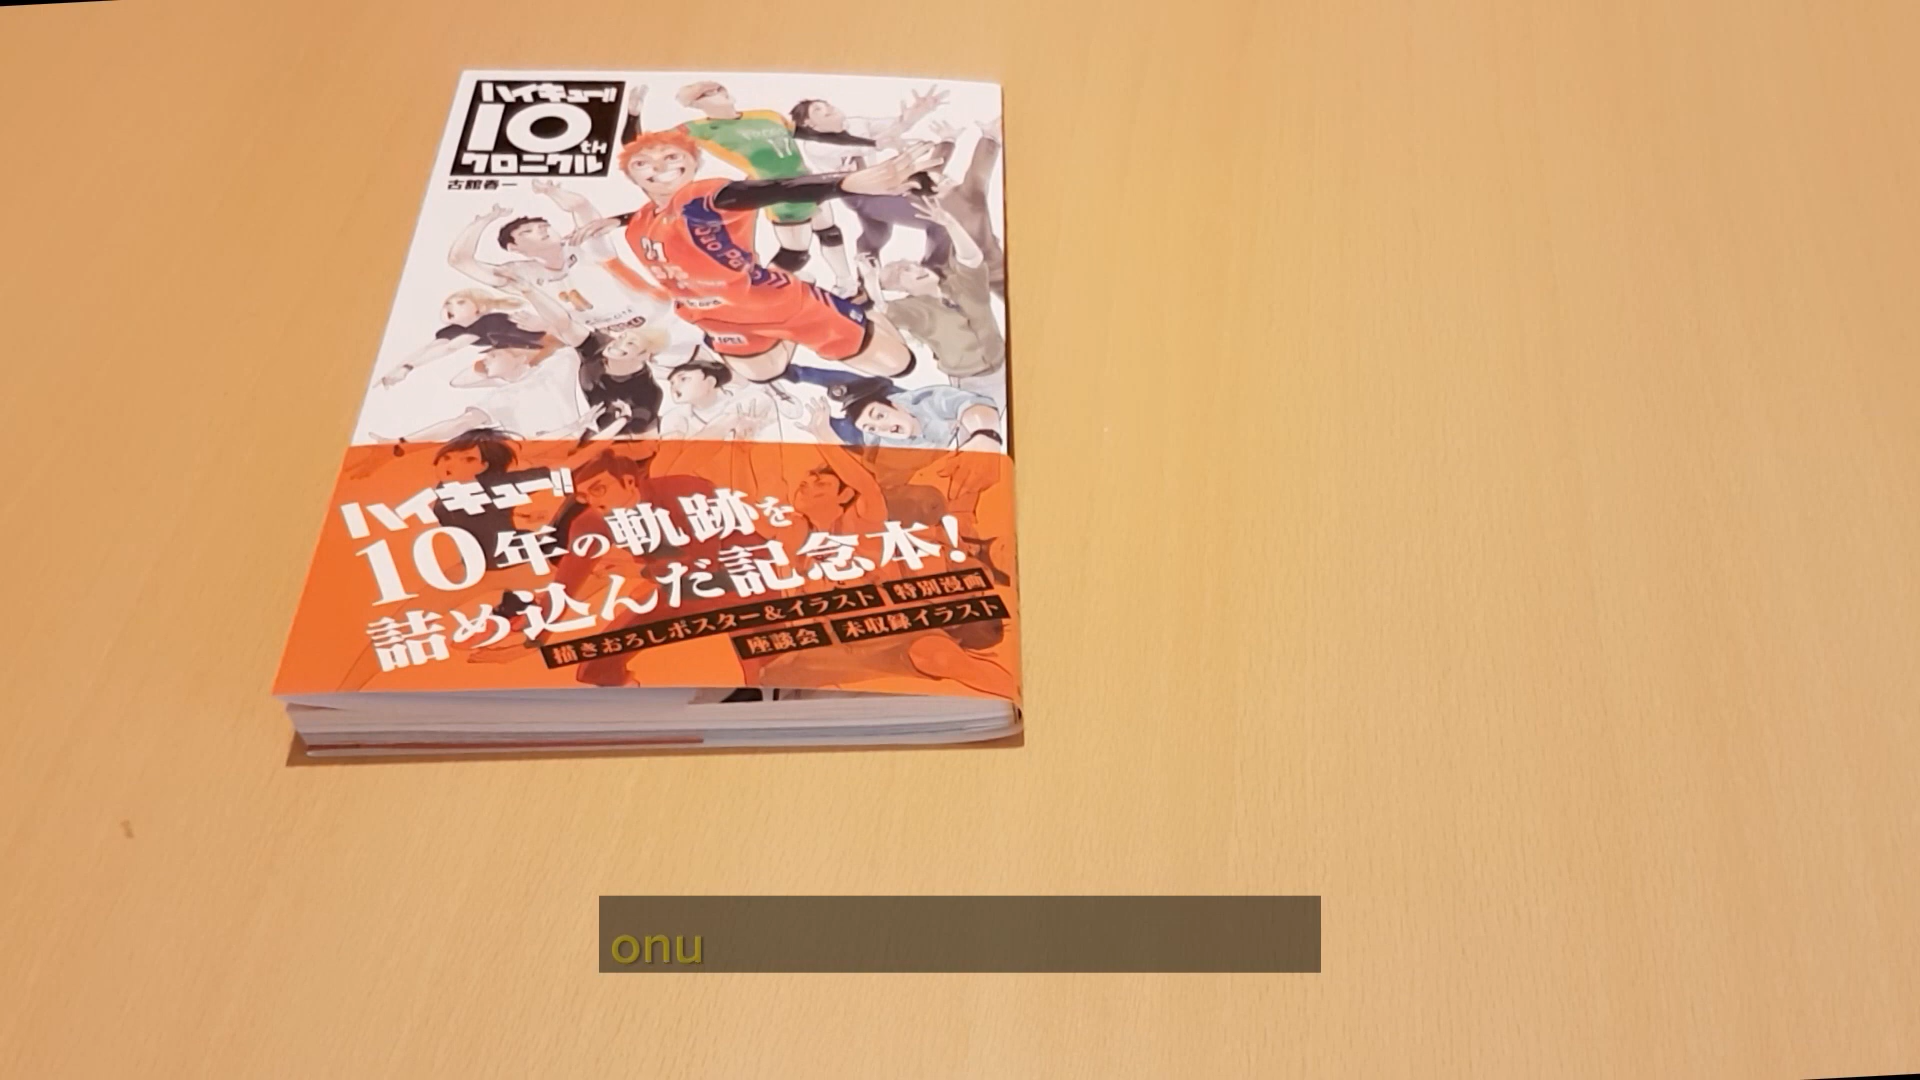 ハイキュー!!
10th
クロニクル
古舘春一
17
21
11
ハイキュー!!
10年の軌跡を
詰め込んだ記念本!
描きおろしポスター&イラスト 特別漫画
座談会 未収録イラスト
onu